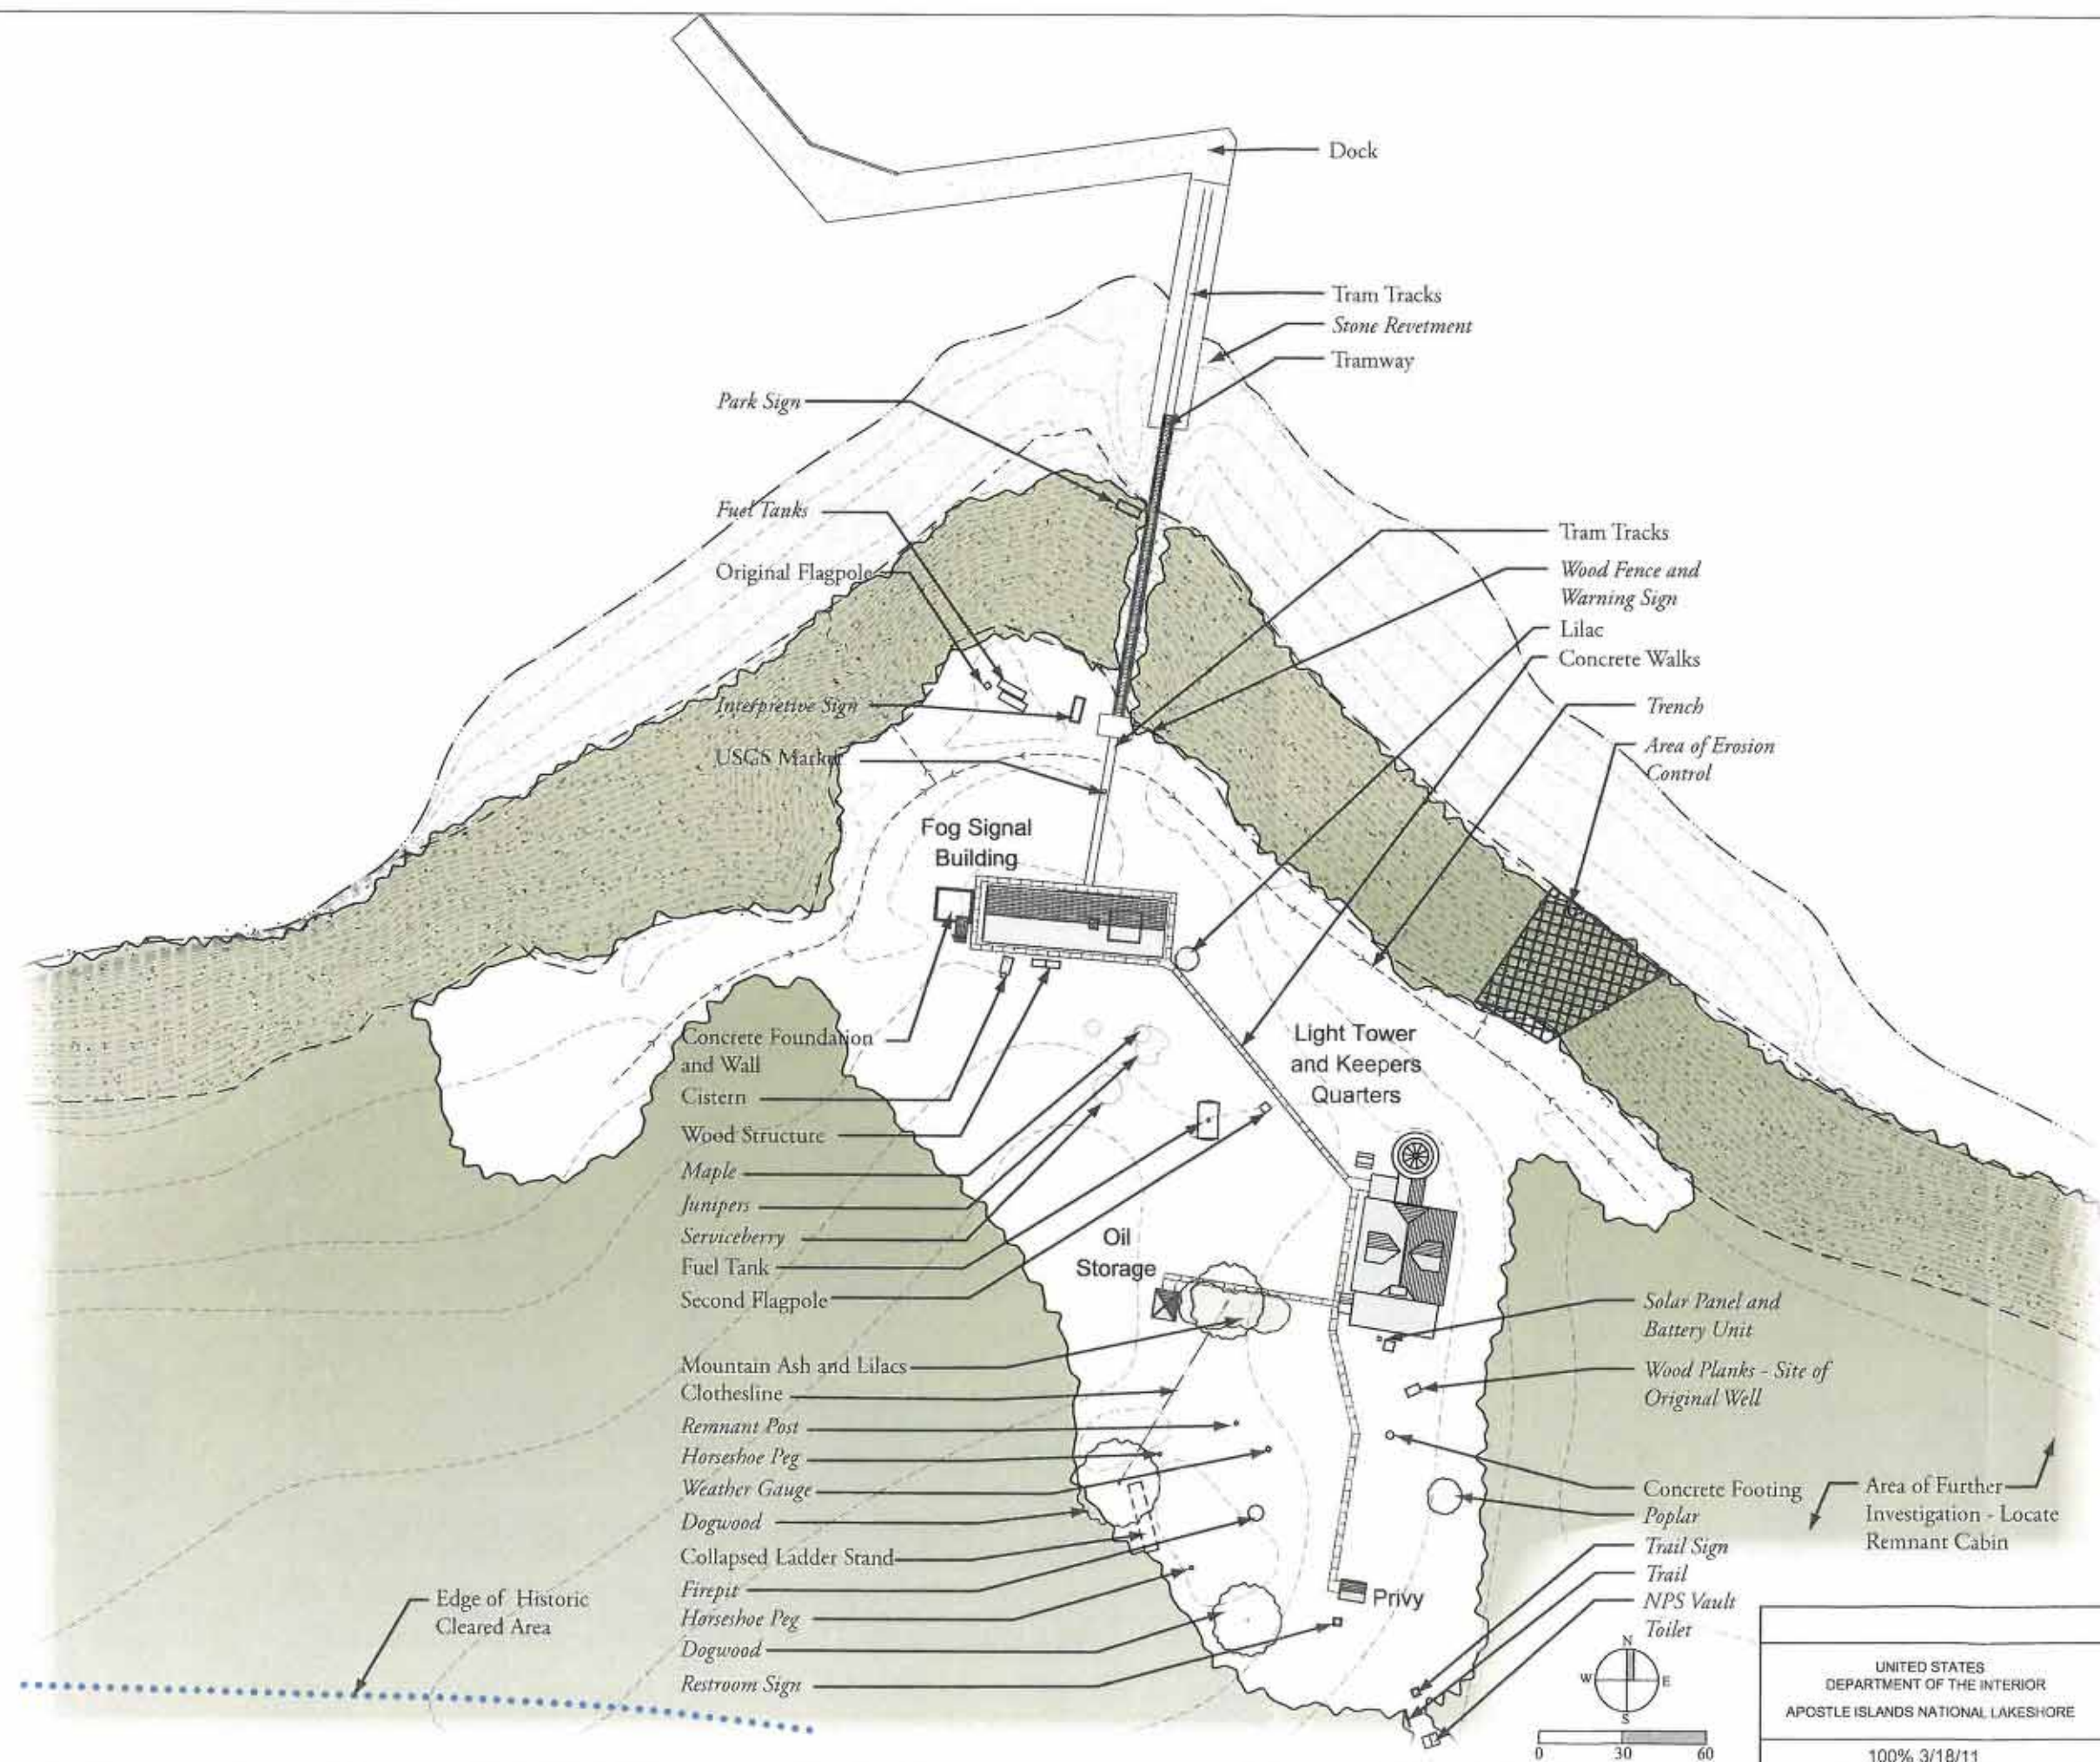 Dock
Tram Tracks
Stone Revetment
Tramway
Park Sign
Fuel Tanks
Original Flagpole
Interpretive Sign
USGS Marker
Tram Tracks
Wood Fence and
Warning Sign
Lilac
Concrete Walks
Trench
Area of Erosion
Control
Fog Signal
Building
Light Tower
and Keepers
Quarters
Concrete Foundation
and Wall
Cistern
Wood Structure
Maple
Junipers
Serviceberry
Fuel Tank
Second Flagpole
Oil
Storage
Mountain Ash and Lilacs
Clothesline
Remnant Post
Horseshoe Peg
Weather Gauge
Dogwood
Collapsed Ladder Stand
Firepit
Horseshoe Peg
Dogwood
Restroom Sign
Solar Panel and
Battery Unit
Wood Planks - Site of
Original Well
Concrete Footing
Poplar
Trail Sign
Trail
NPS Vault
Toilet
Area of Further
Investigation - Locate
Remnant Cabin
Privy
Edge of Historic
Cleared Area
N
W E
S
0 30 60
UNITED STATES
DEPARTMENT OF THE INTERIOR
APOSTLE ISLANDS NATIONAL LAKESHORE
100% 3/18/11